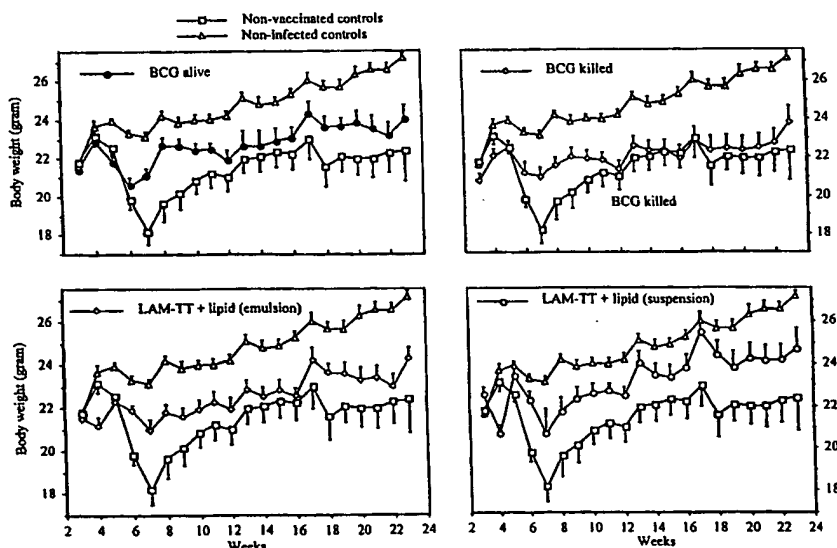 Non-vaccinated controls
Non-infected controls
BCG alive
BCG killed
BCG killed
Body weight (gram)
26
24
22
20
18
26
24
22
20
18
LAM-TT + lipid (emulsion)
LAM-TT + lipid (suspension)
Body weight (gram)
26
24
22
20
18
26
24
22
20
18
2 4 6 8 10 12 14 16 18 20 22 24
2 4 6 8 10 12 14 16 18 20 22 24
Weeks
Weeks